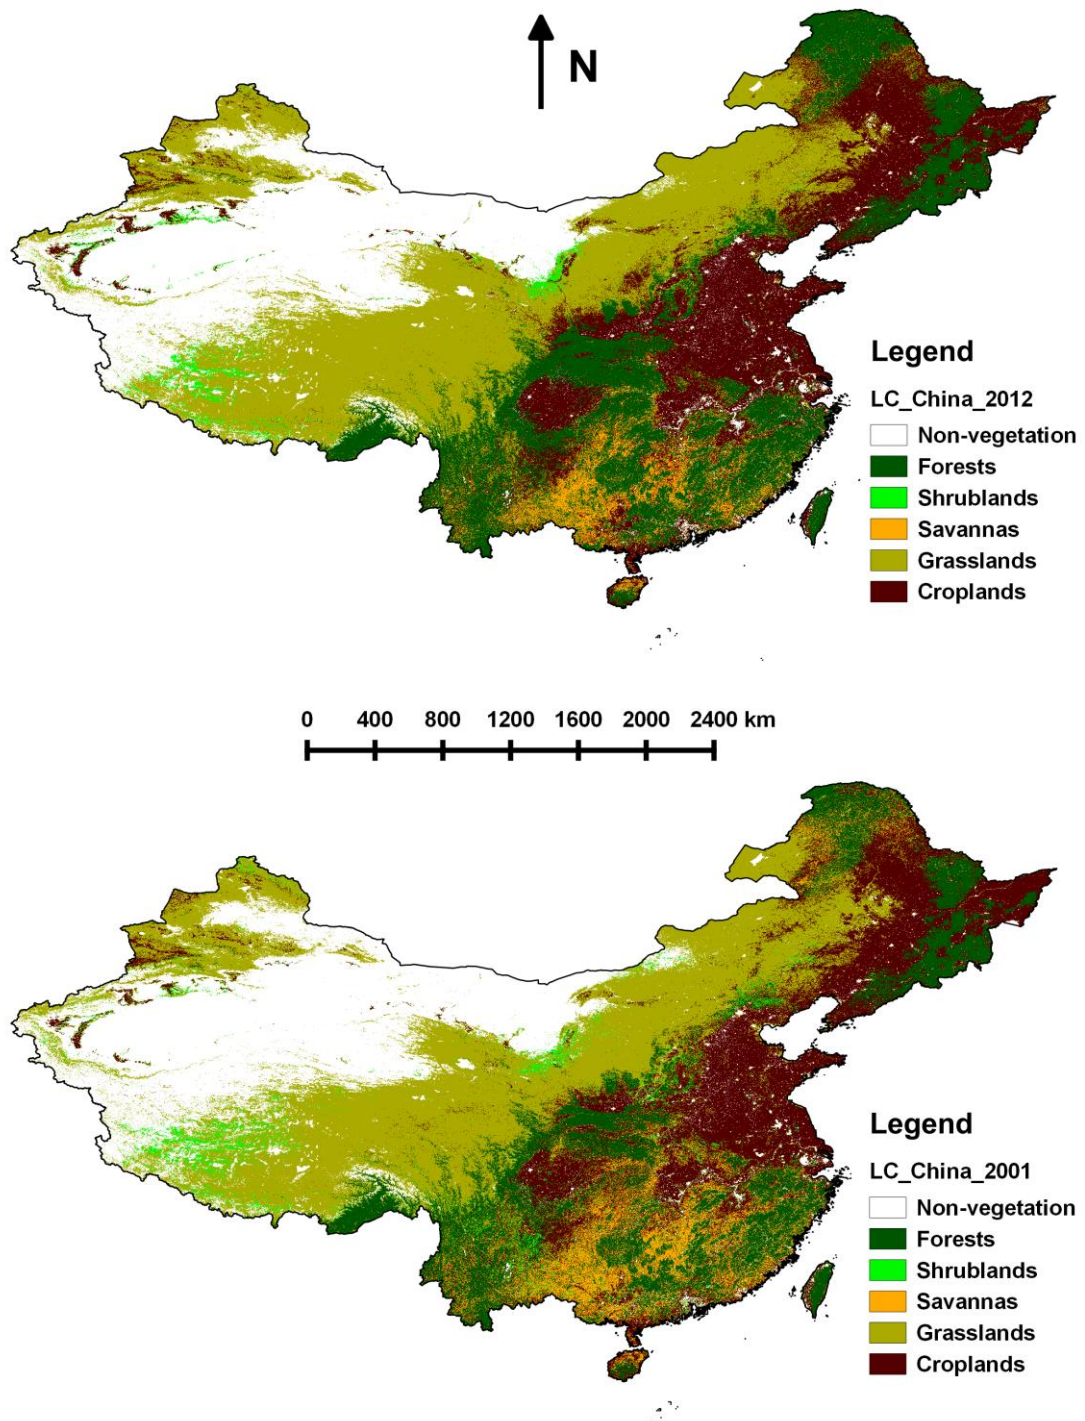 N
Legend
LC_China_2012
Non-vegetation
Forests
Shrublands
Savannas
Grasslands
Croplands
0 400 800 1200 1600 2000 2400 km
Legend
LC_China_2001
Non-vegetation
Forests
Shrublands
Savannas
Grasslands
Croplands